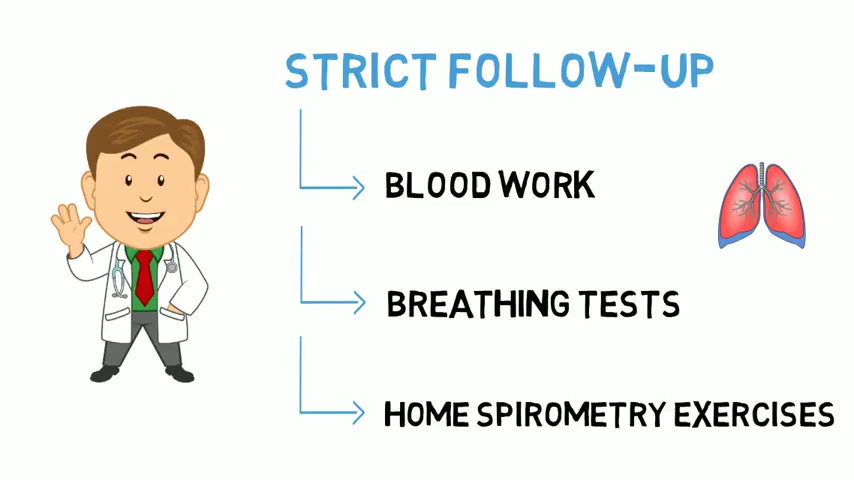 STRICT FOLLOW-UP
BLOOD WORK
BREATHING TESTS
HOME SPIROMETRY EXERCISES